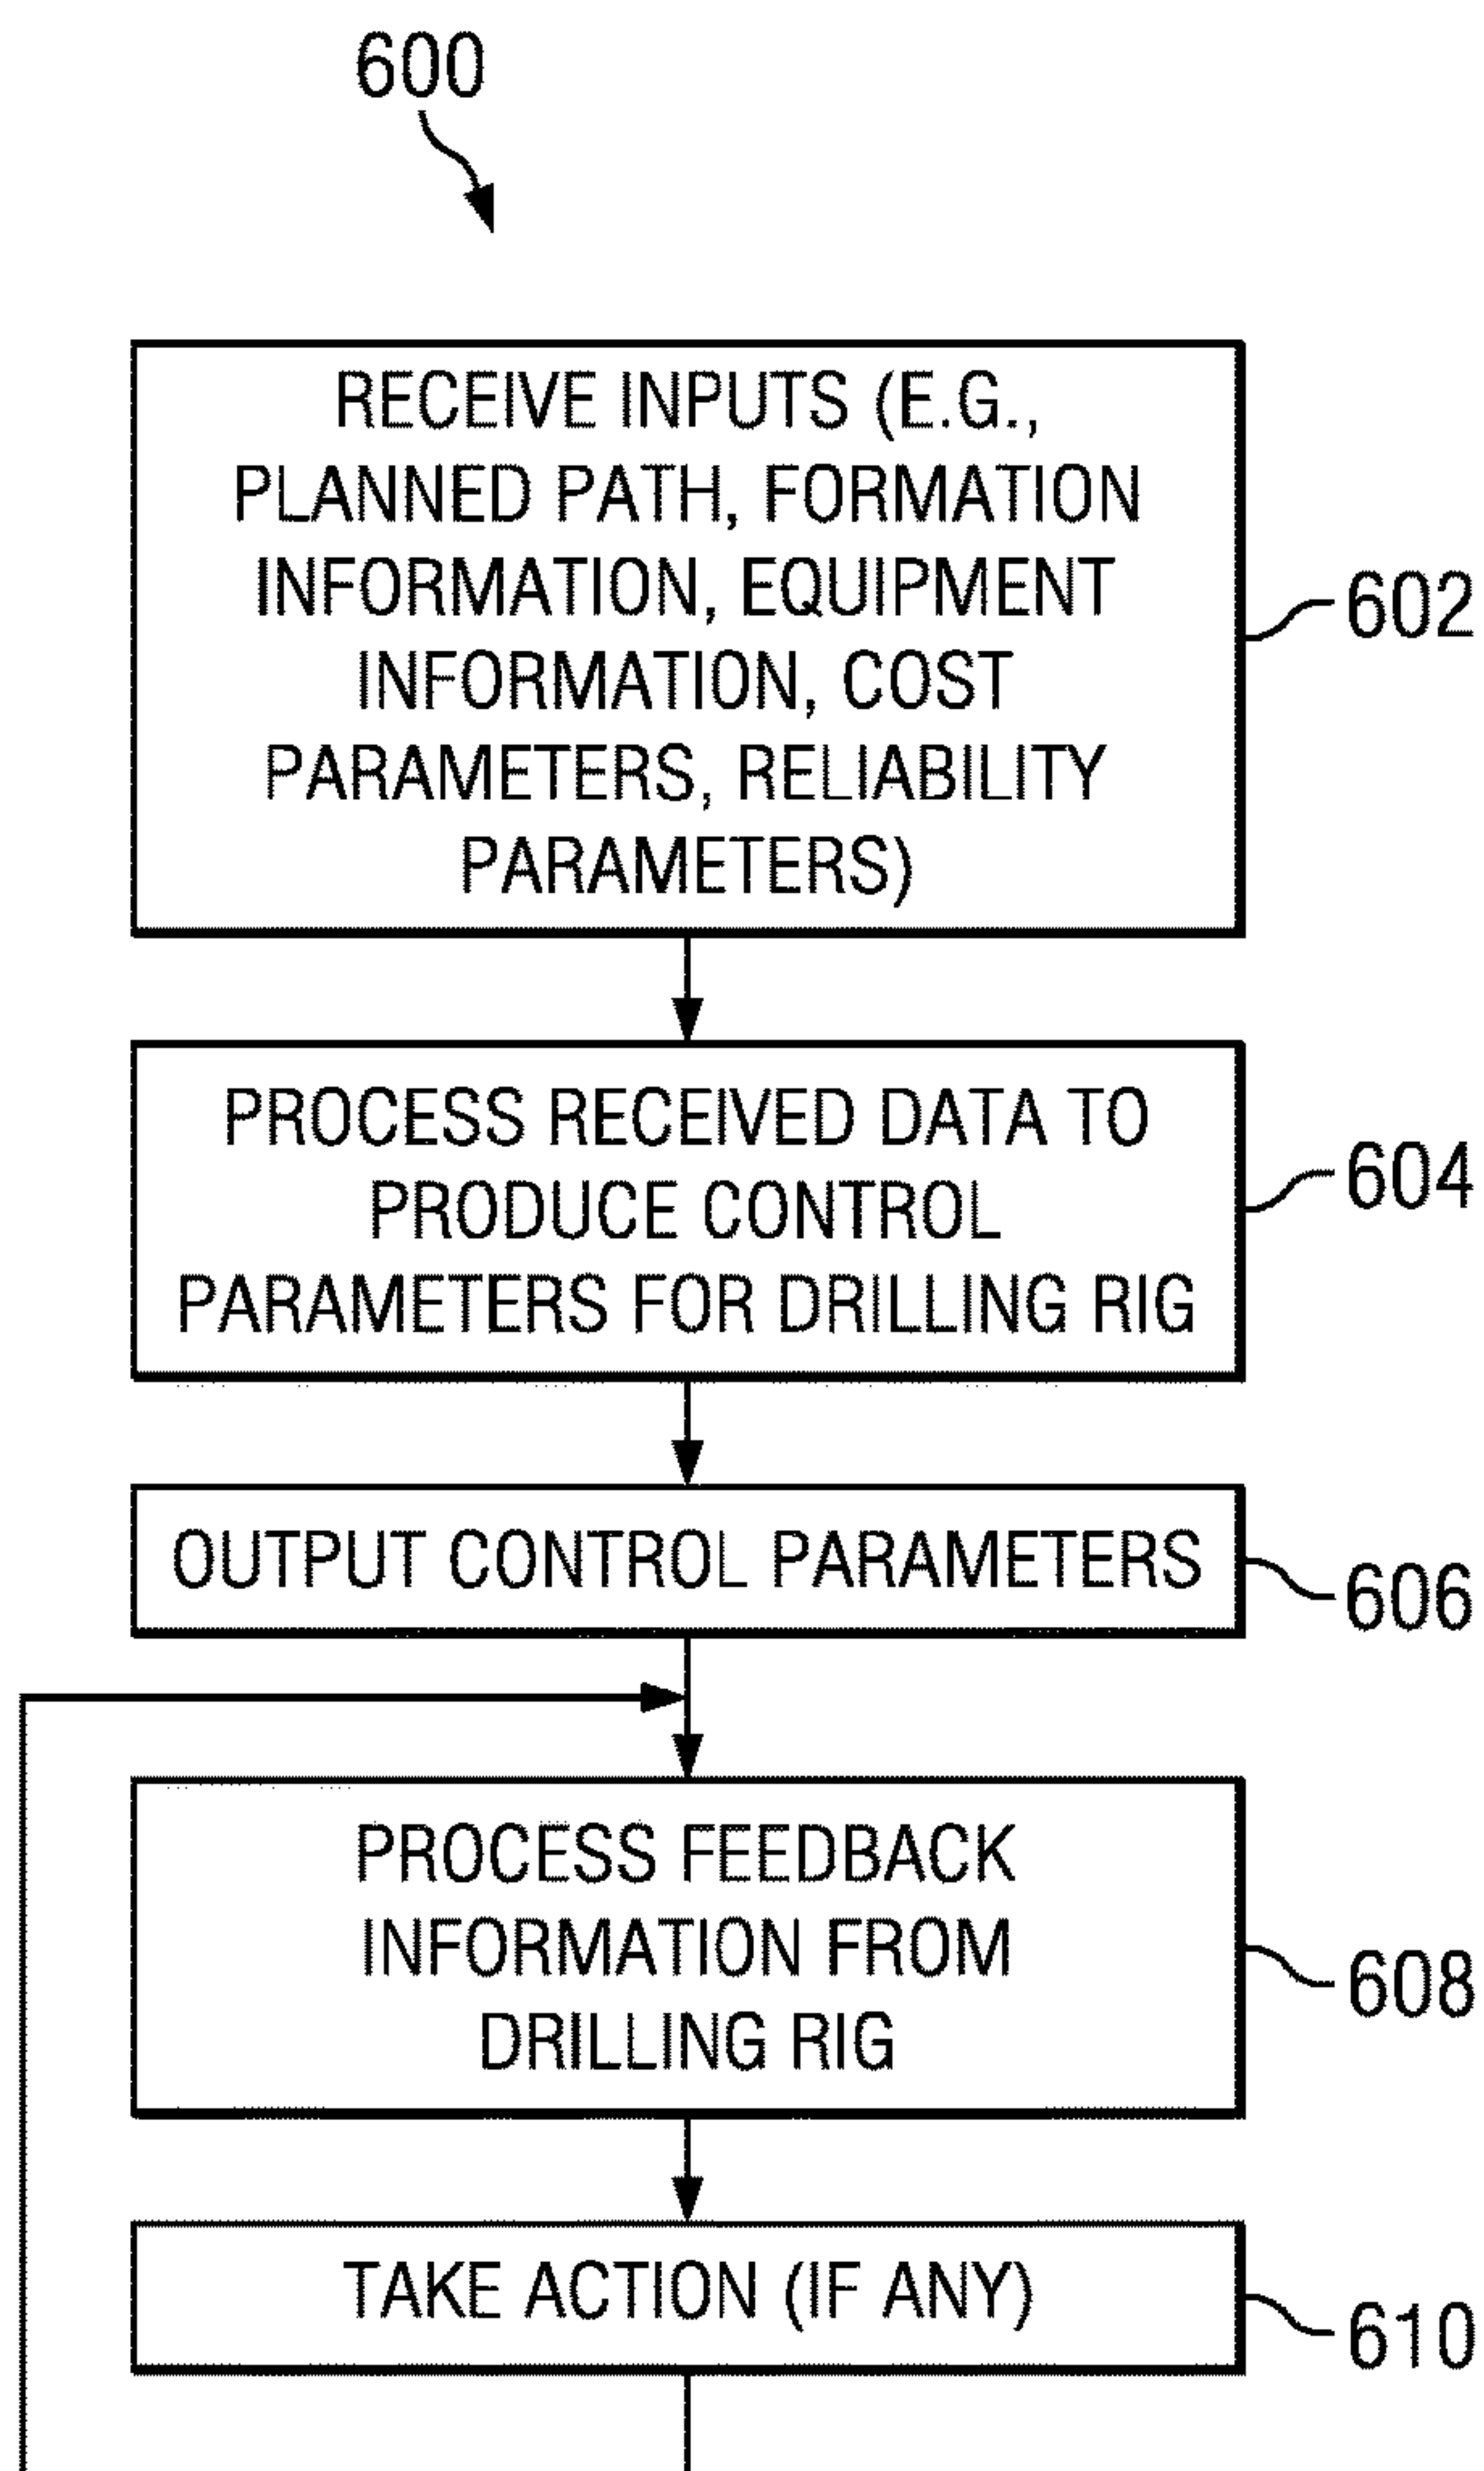 600
RECEIVE INPUTS (E.G.,
PLANNED PATH, FORMATION
INFORMATION, EQUIPMENT
INFORMATION, COST
PARAMETERS, RELIABILITY
PARAMETERS)
602
PROCESS RECEIVED DATA TO
PRODUCE CONTROL
PARAMETERS FOR DRILLING RIG
604
OUTPUT CONTROL PARAMETERS
606
PROCESS FEEDBACK
INFORMATION FROM
DRILLING RIG
608
TAKE ACTION (IF ANY)
610